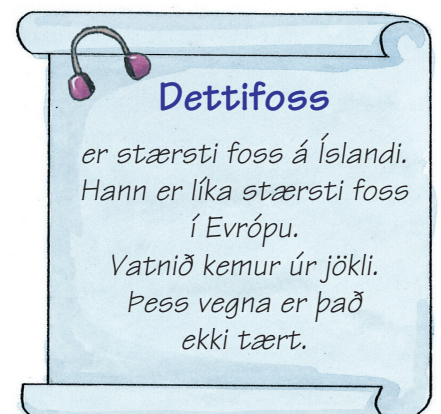 Dettifoss
er stærsti foss á Íslandi.
Hann er líka stærsti foss
í Evrópu.
Vatnið kemur úr jökli.
Þess vegna er það
ekki tært.